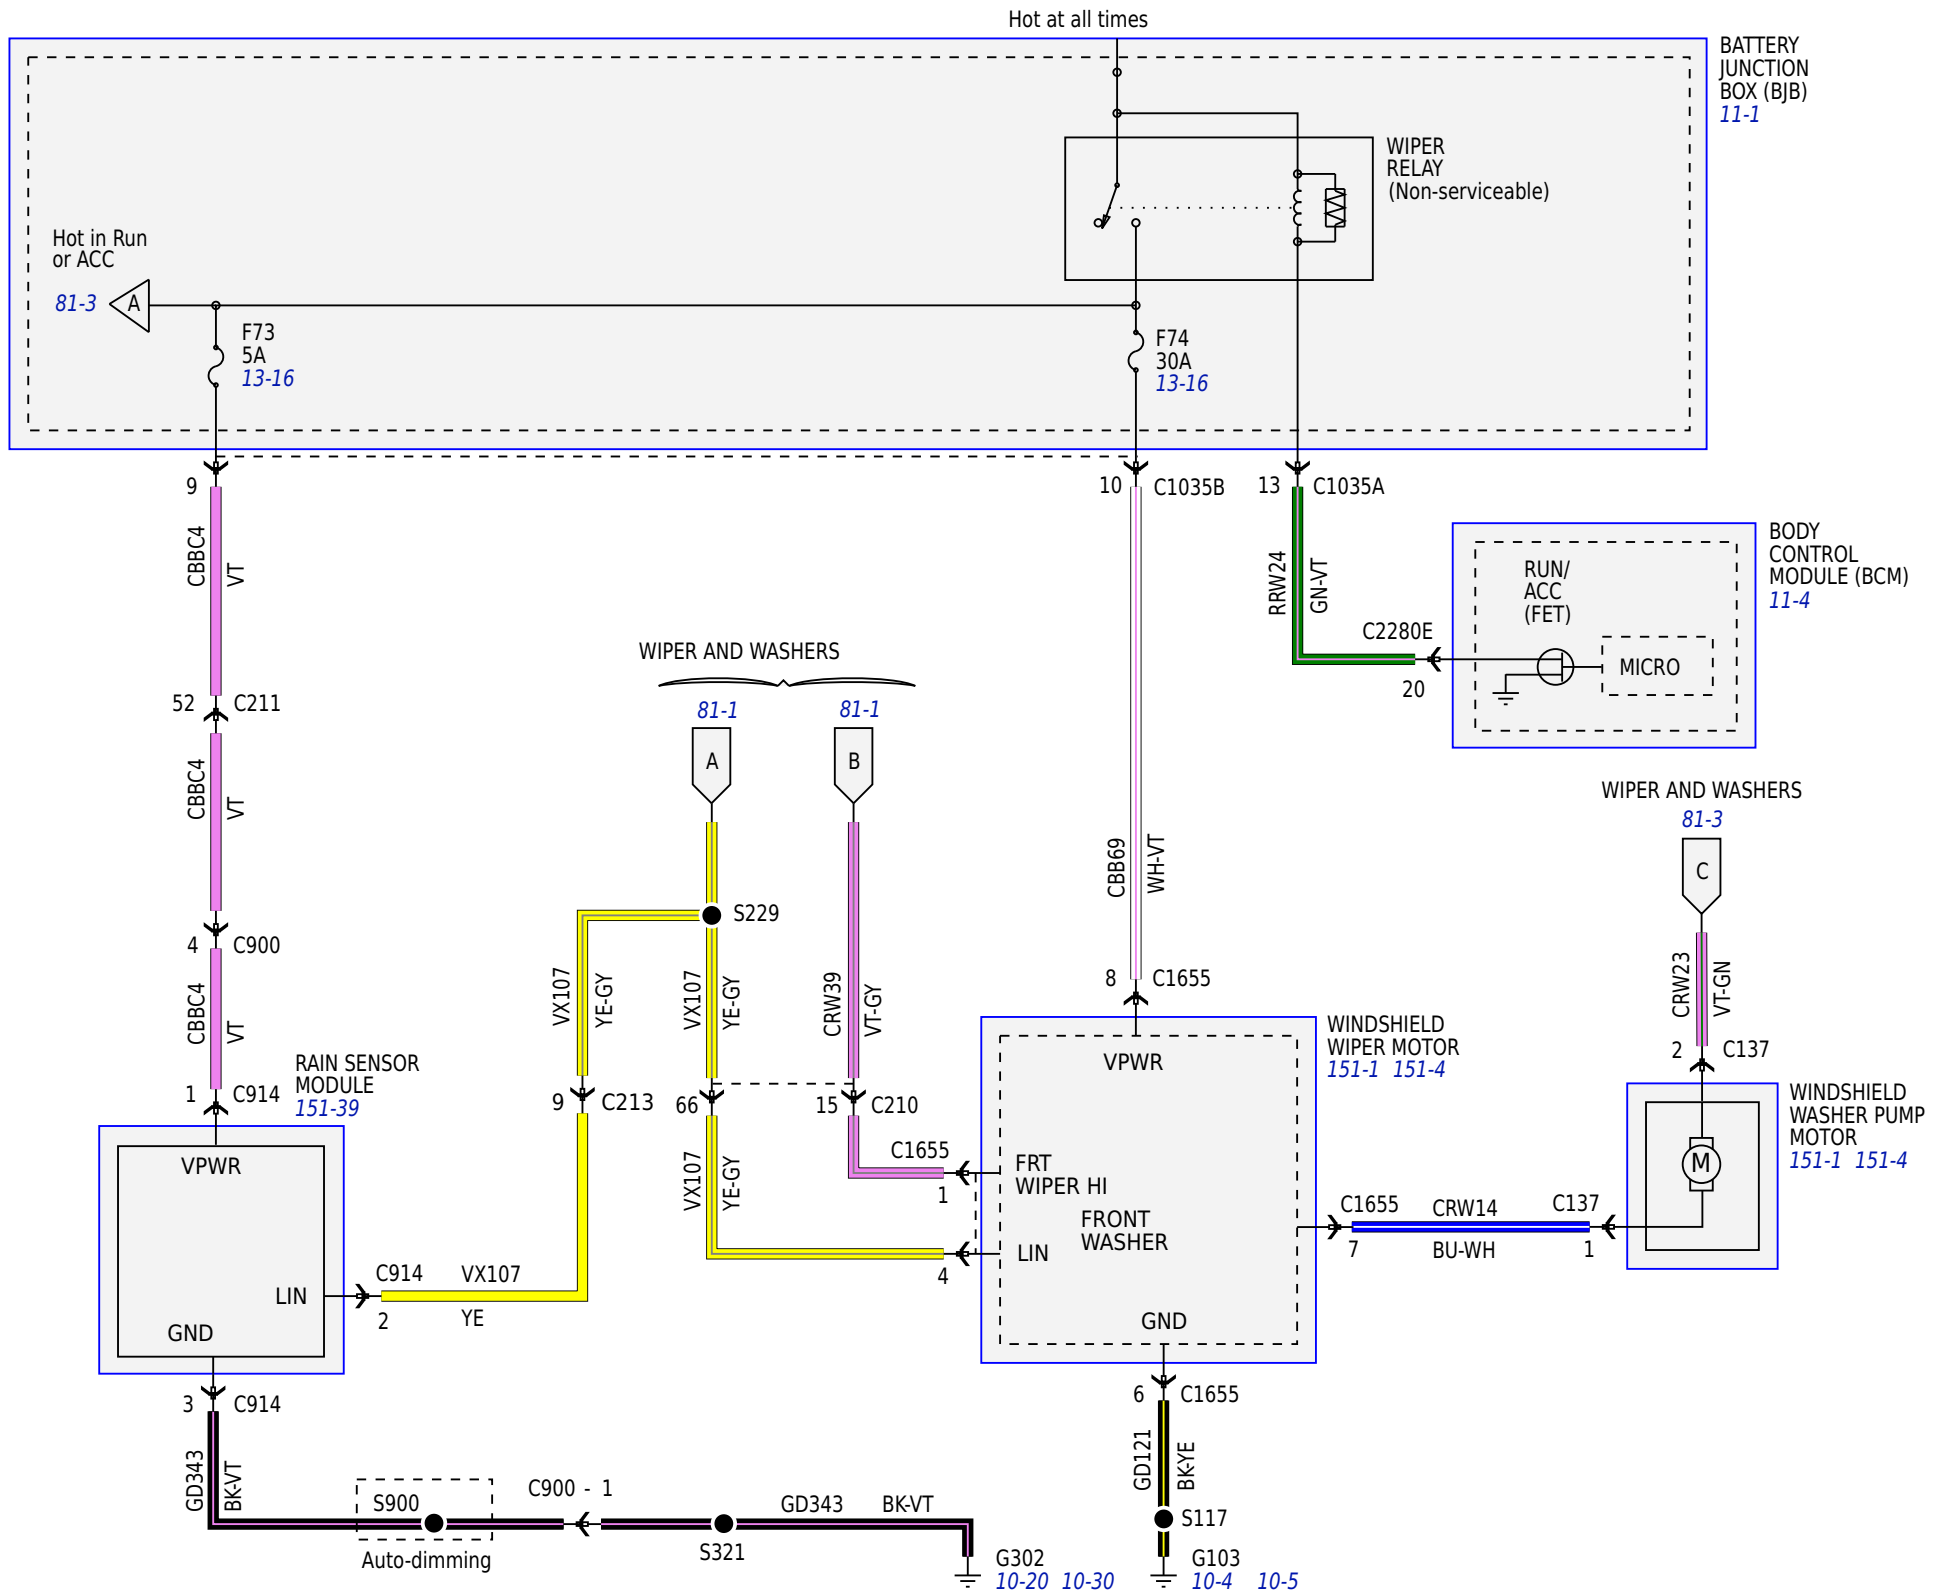 Hot at all times
BATTERY
JUNCTION
BOX (BJB)
11-1
WIPER
RELAY
(Non-serviceable)
Hot in Run
or ACC
81-3
A
F73
5A
13-16
F74
30A
13-16
9
10
C1035B
13
C1035A
CBBC4
VT
RRW24
GN-VT
BODY
CONTROL
MODULE (BCM)
11-4
RUN/
ACC
(FET)
MICRO
C2280E
20
52
C211
WIPER AND WASHERS
81-1
81-1
A
B
CBBC4
VT
WIPER AND WASHERS
81-3
C
CBB69
WH-VT
S229
4
C900
VX107
YE-GY
VX107
YE-GY
CRW39
VT-GY
8
C1655
CRW23
VT-GN
CBBC4
VT
2
C137
RAIN SENSOR
MODULE
151-39
1
C914
WINDSHIELD
WIPER MOTOR
151-1 151-4
VPWR
9
C213
66
15
C210
WINDSHIELD
WASHER PUMP
MOTOR
151-1 151-4
M
VPWR
C1655
1
FRT
WIPER HI
VX107
YE-GY
FRONT
WASHER
LIN
4
C1655
7
CRW14
BU-WH
C137
1
LIN
C914
2
VX107
YE
GND
GND
3
C914
6
C1655
GD343
BK-VT
GD121
BK-YE
S900
Auto-dimming
C900 - 1
S321
GD343
BK-VT
S117
G302
10-20 10-30
G103
10-4 10-5